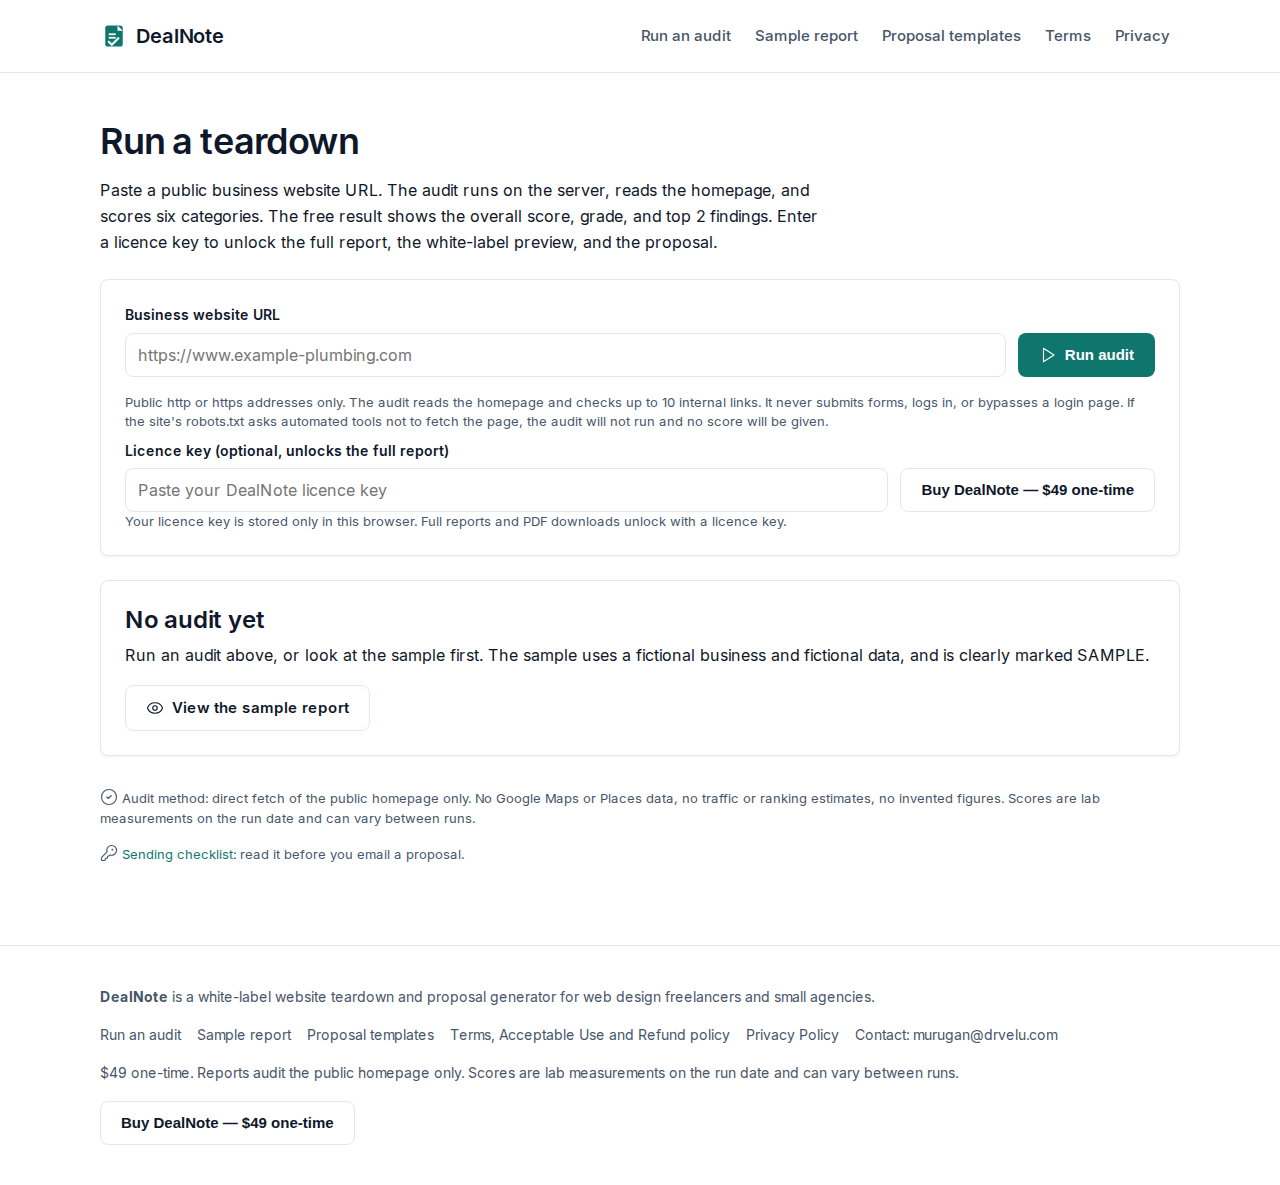 DealNote
Run an audit
Sample report
Proposal templates
Terms
Privacy
Run a teardown
Paste a public business website URL. The audit runs on the server, reads the homepage, and
scores six categories. The free result shows the overall score, grade, and top 2 findings. Enter
a licence key to unlock the full report, the white-label preview, and the proposal.
Business website URL
https://www.example-plumbing.com
Run audit
Public http or https addresses only. The audit reads the homepage and checks up to 10 internal links. It never submits forms, logs in, or bypasses a login page. If
the site's robots.txt asks automated tools not to fetch the page, the audit will not run and no score will be given.
Licence key (optional, unlocks the full report)
Paste your DealNote licence key
Buy DealNote — $49 one-time
Your licence key is stored only in this browser. Full reports and PDF downloads unlock with a licence key.
No audit yet
Run an audit above, or look at the sample first. The sample uses a fictional business and fictional data, and is clearly marked SAMPLE.
View the sample report
Audit method: direct fetch of the public homepage only. No Google Maps or Places data, no traffic or ranking estimates, no invented figures. Scores are lab
measurements on the run date and can vary between runs.
Sending checklist: read it before you email a proposal.
DealNote is a white-label website teardown and proposal generator for web design freelancers and small agencies.
Run an audit
Sample report
Proposal templates
Terms, Acceptable Use and Refund policy
Privacy Policy
Contact: murugan@drvelu.com
$49 one-time. Reports audit the public homepage only. Scores are lab measurements on the run date and can vary between runs.
Buy DealNote — $49 one-time